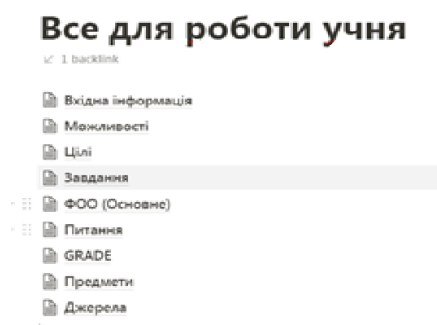 Все для роботи учня
1 backlink
Вхідна інформація
Можливості
Цілі
Завдання
ФОО (Основне)
Питання
GRADE
Предмети
Джерела